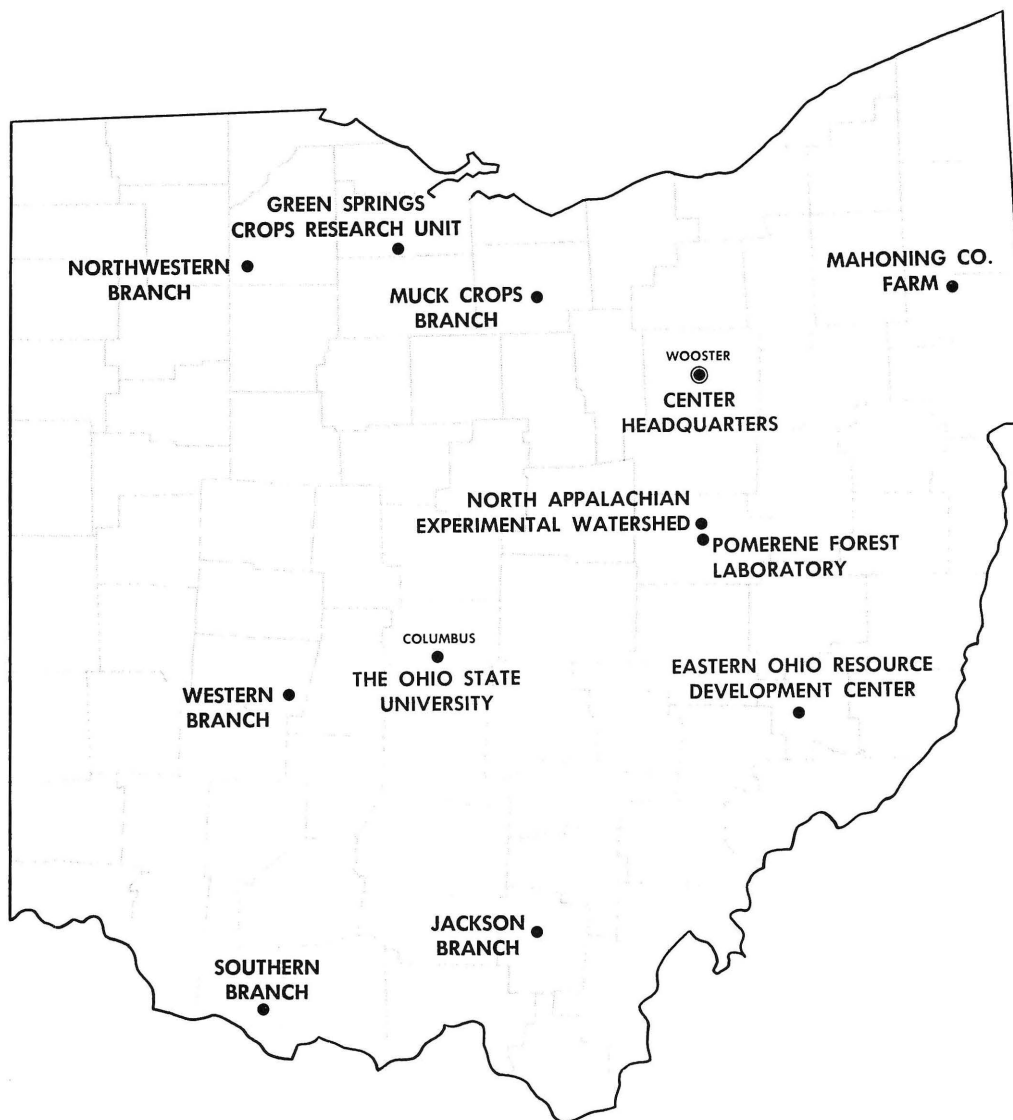 GREEN SPRINGS
CROPS RESEARCH UNIT
NORTHWESTERN
BRANCH
MUCK CROPS
BRANCH
MAHONING CO.
FARM
WOOSTER
CENTER
HEADQUARTERS
NORTH APPALACHIAN
EXPERIMENTAL WATERSHED
POMERENE FOREST
LABORATORY
COLUMBUS
THE OHIO STATE
UNIVERSITY
EASTERN OHIO RESOURCE
DEVELOPMENT CENTER
WESTERN
BRANCH
JACKSON
BRANCH
SOUTHERN
BRANCH